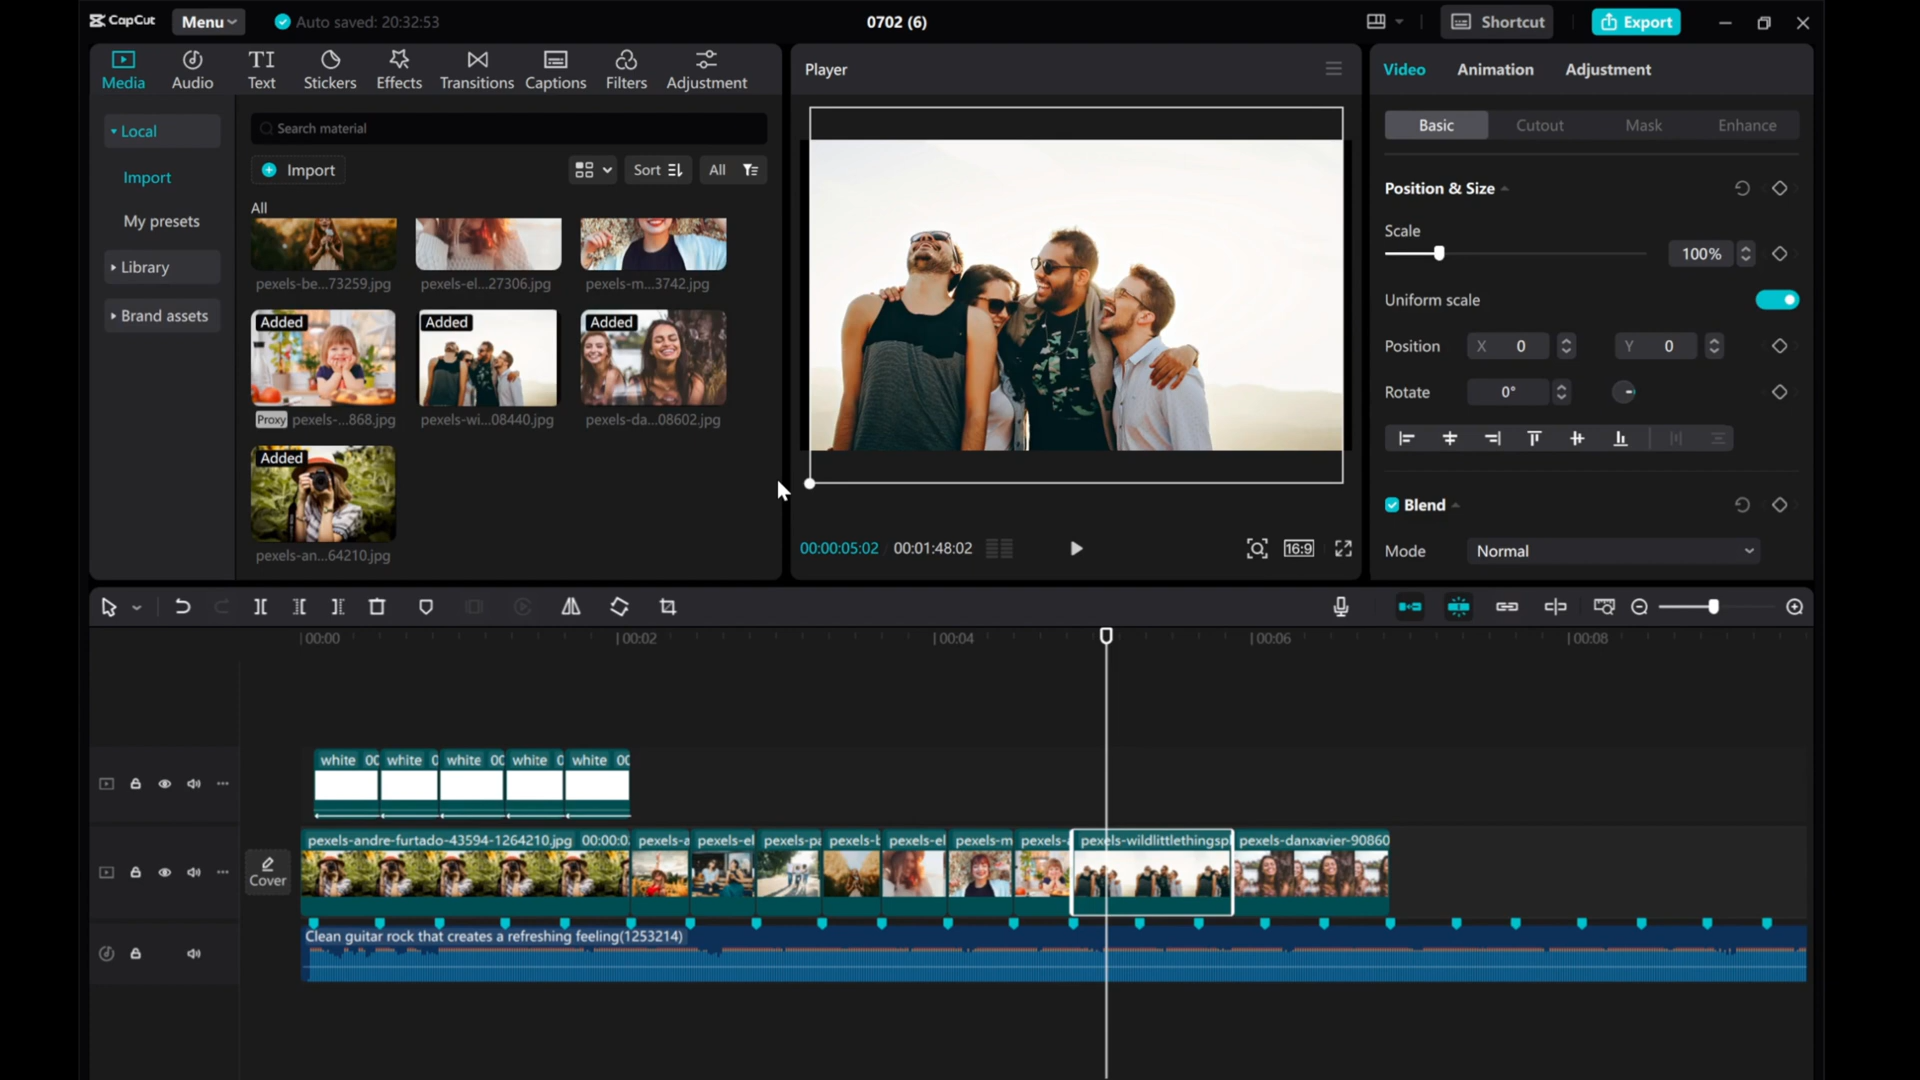 CapCut
Menu
Auto saved: 20:32:53
0702 (6)
Shortcut
Export
Media
Audio
TI
Text
Stickers
Effects
Transitions
Captions
Filters
Adjustment
Local
Import
My presets
Library
Brand assets
Search material
Import
Sort
All
All
pexels-be...73259.jpg
pexels-el...27306.jpg
pexels-m...3742.jpg
Added
Added
Added
Proxy pexels-...868.jpg
pexels-wi...08440.jpg
pexels-da...08602.jpg
Added
pexels-an...64210.jpg
Player
00:00:05:02
00:01:48:02
16:9
Video
Animation
Adjustment
Basic
Cutout
Mask
Enhance
Position & Size
Scale
100%
Uniform scale
Position
X 0
Y 0
Rotate
0°
Blend
Mode
Normal
00:00
00:02
00:04
00:06
00:08
white 00
white 0
white 00
white 0
white 00
Cover
pexels-andre-furtado-43594-1264210.jpg 00:00:0
pexels-a
pexels-el
pexels-pa
pexels-b
pexels-el
pexels-m
pexels-
pexels-wildlittlethingsp
pexels-danxavier-90860
Clean guitar rock that creates a refreshing feeling(1253214)